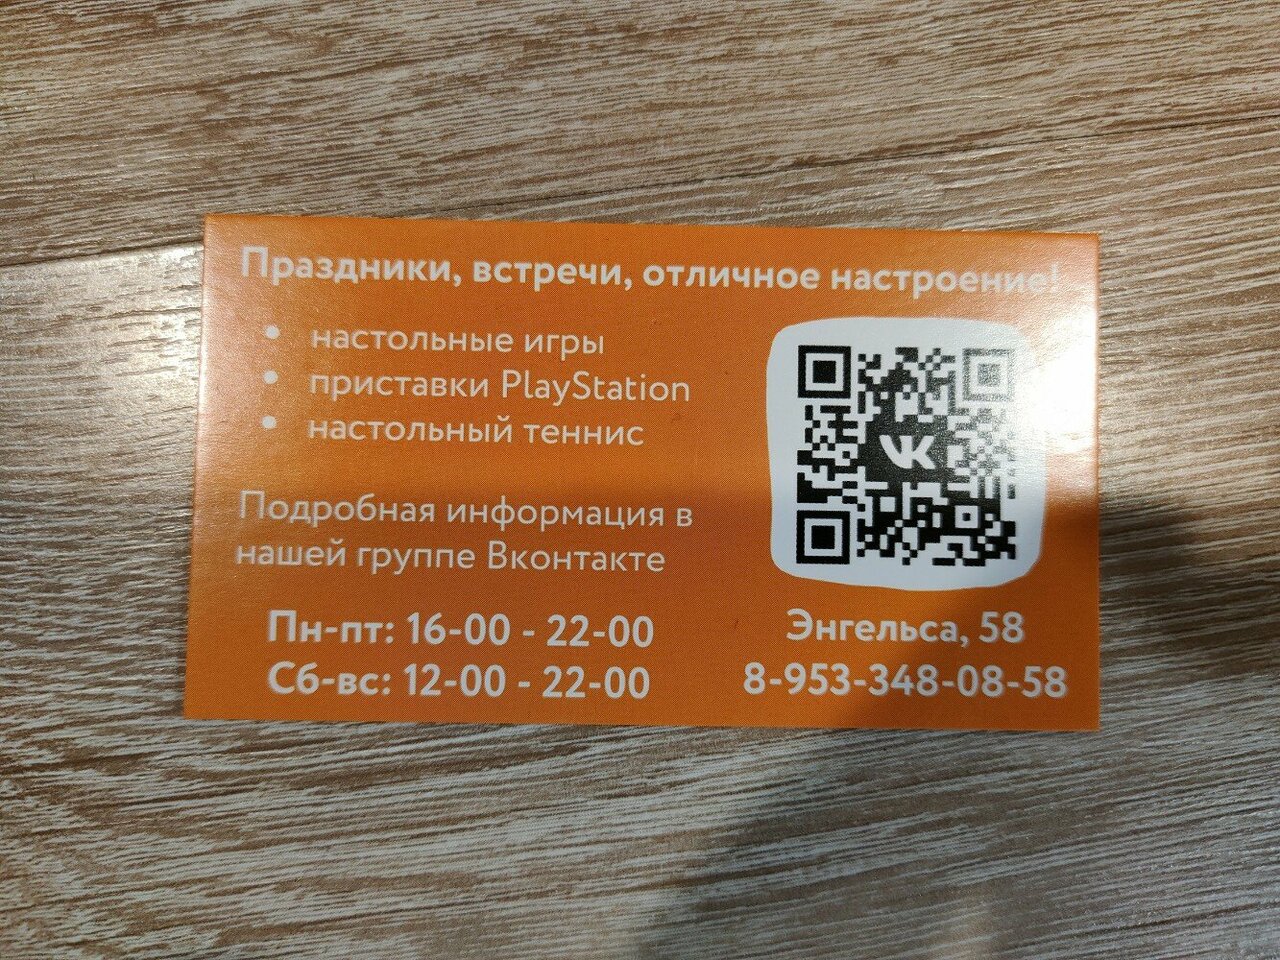 Праздники, встречи, отличное настроение!
• настольные игры
• приставки PlayStation
• настольный теннис
Подробная информация в
нашей группе Вконтакте
Пн-пт: 16-00 - 22-00
Сб-вс: 12-00 - 22-00
VK
Энгельса, 58
8-953-348-08-58